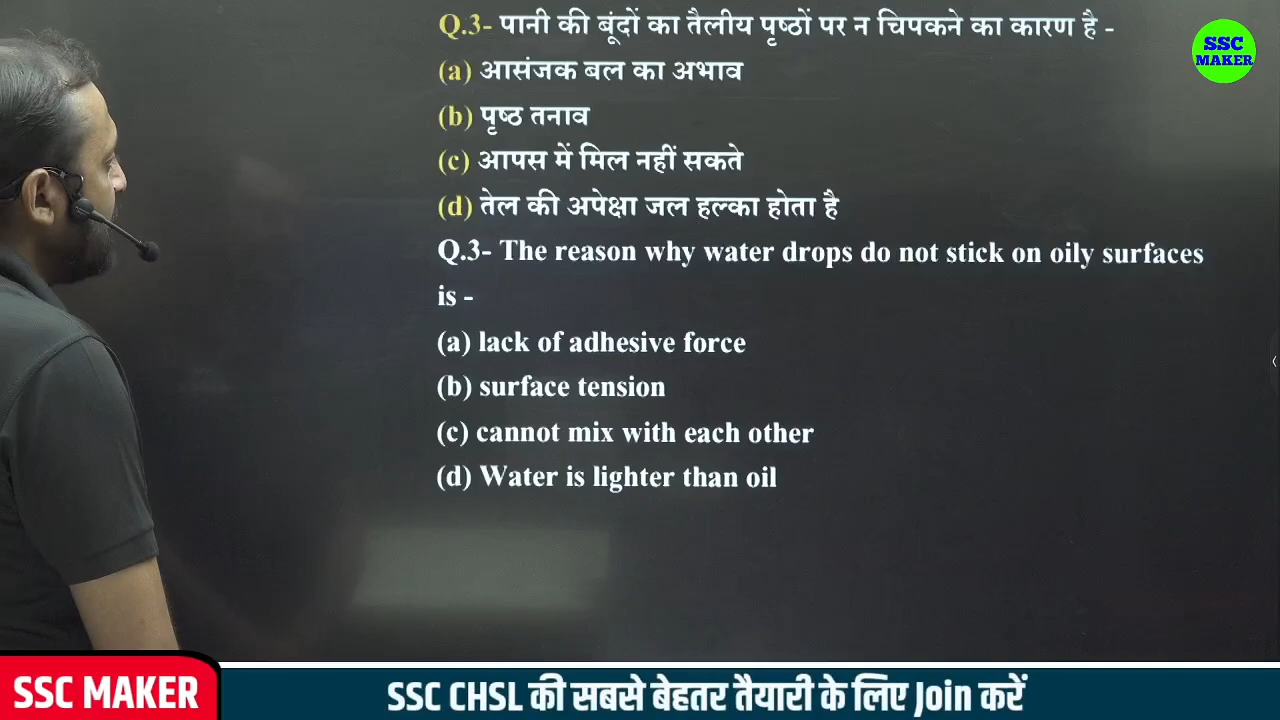 Q.3- पानी की बूंदों का तैलीय पृष्ठों पर न चिपकने का कारण है -
(a) आसंजक बल का अभाव
(b) पृष्ठ तनाव
(c) आपस में मिल नहीं सकते
(d) तेल की अपेक्षा जल हल्का होता है
Q.3- The reason why water drops do not stick on oily surfaces
is -
(a) lack of adhesive force
(b) surface tension
(c) cannot mix with each other
(d) Water is lighter than oil
SSC
MAKER
SSC MAKER
SSC CHSL की सबसे बेहतर तैयारी के लिए Join करें